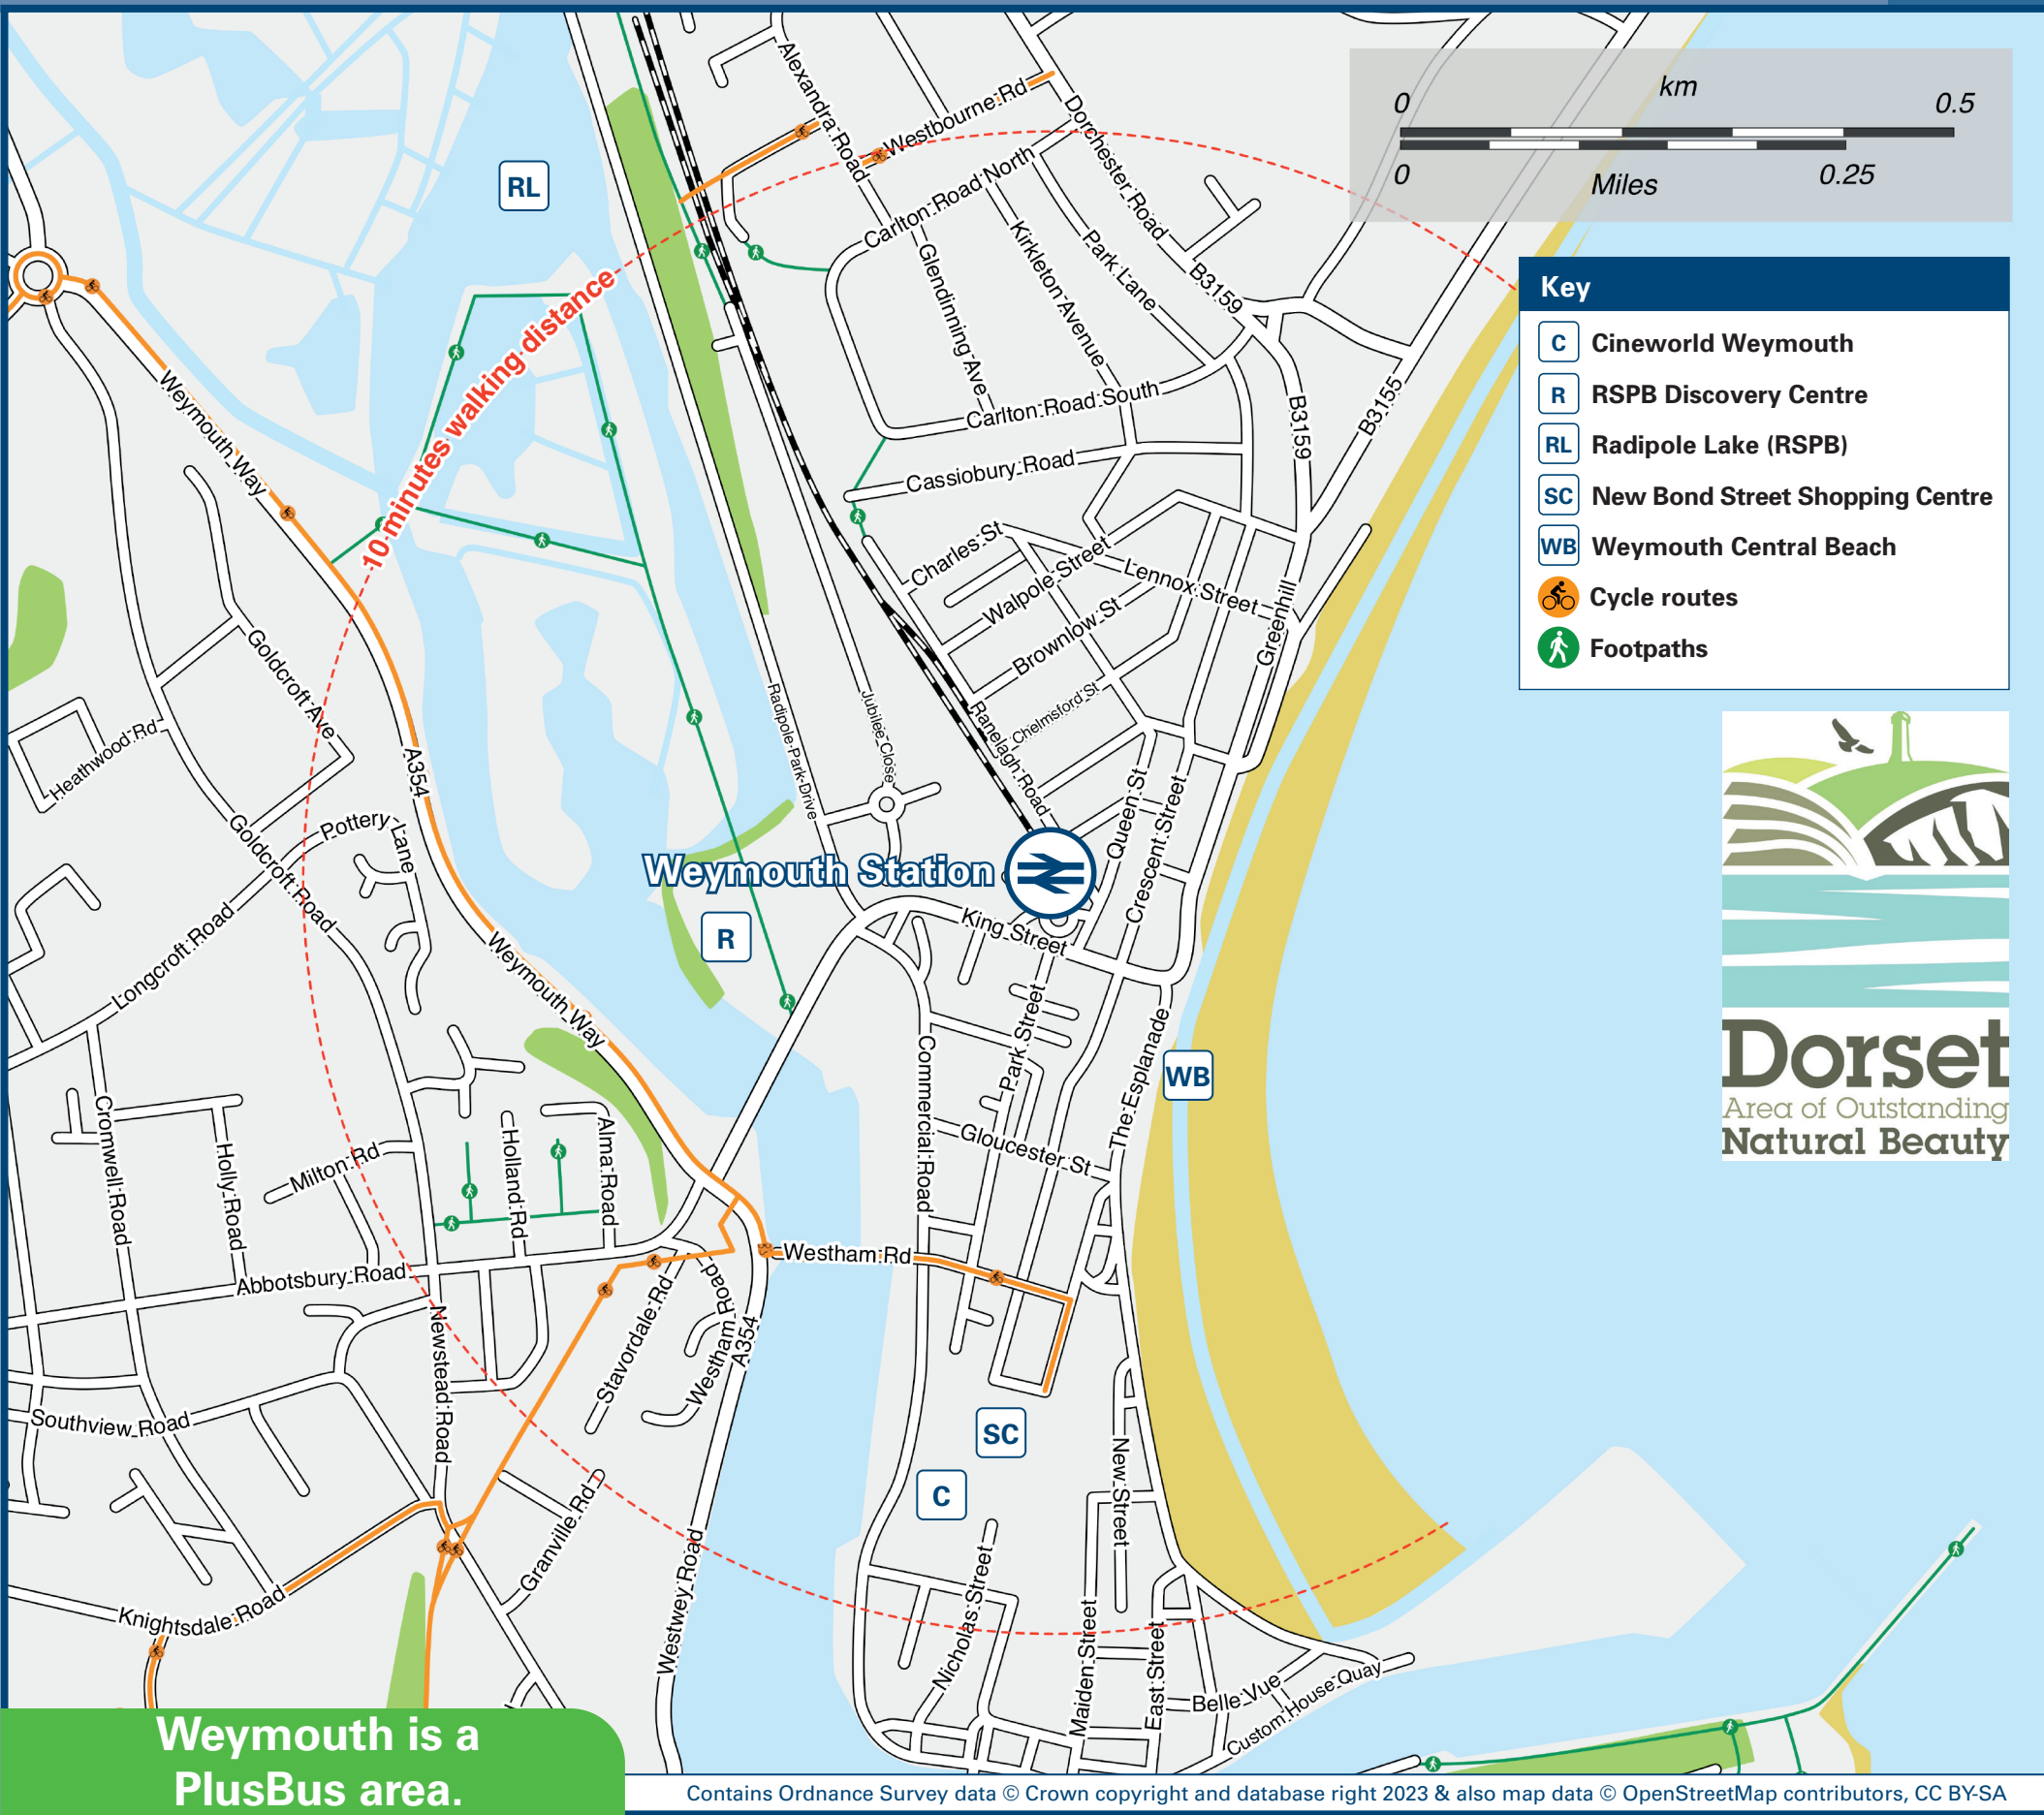 km
0
0.5
0
Miles
0.25
Key
C Cineworld Weymouth
R RSPB Discovery Centre
RL Radipole Lake (RSPB)
SC New Bond Street Shopping Centre
WB Weymouth Central Beach
Cycle routes
Footpaths
Dorset
Area of Outstanding
Natural Beauty
RL
10 minutes walking distance
Alexandra Road
Westbourne Rd
Dorchester Road
Carlton Road North
Glendinning Ave
Kirkleton Avenue
Park Lane
B3159
B3159
B3155
Carlton Road South
Cassiobury Road
Charles St
Walpole Street
Lennox Street
Brownlow St
Greenhill
Chelmsford St
Ranelagh Road
Radipole Park Drive
Jubilee Close
Queen St
Crescent Street
Weymouth Way
Goldcroft Ave
Heathwood Rd
A354
Pottery Lane
Goldcroft Road
Longcroft Road
Weymouth Way
Weymouth Station
R
King Street
Park Street
Commercial Road
The Esplanade
WB
Gloucester St
Cromwell Road
Holly Road
Milton Rd
Holland Rd
Alma Road
Abbotsbury Road
Westham Rd
Stavordale Rd
Westham Road
A354
Newstead Road
Southview Road
SC
C
New Street
Granville Rd
Knightsdale Road
Westwey Road
Nicholas Street
Maiden Street
East Street
Belle Vue
Custom House Quay
Weymouth is a
PlusBus area.
Contains Ordnance Survey data © Crown copyright and database right 2023 & also map data © OpenStreetMap contributors, CC BY-SA